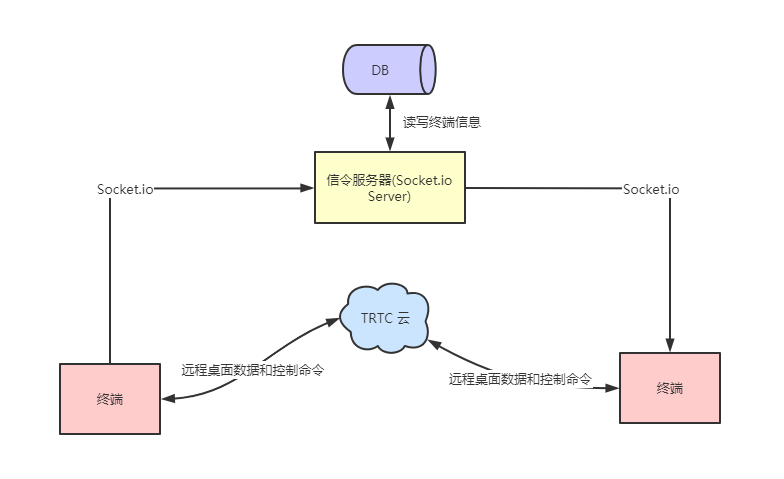 DB
读写终端信息
信令服务器(Socket.io
Server)
Socket.io
Socket.io
TRTC 云
远程桌面数据和控制命令
远程桌面数据和控制命令
终端
终端